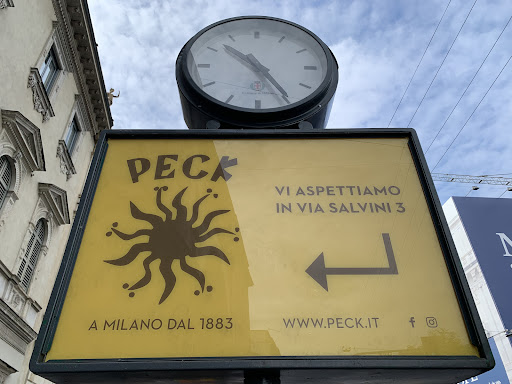 PECK
VI ASPETTIAMO
IN VIA SALVINI 3
A MILANO DAL 1883
WWW.PECK.IT